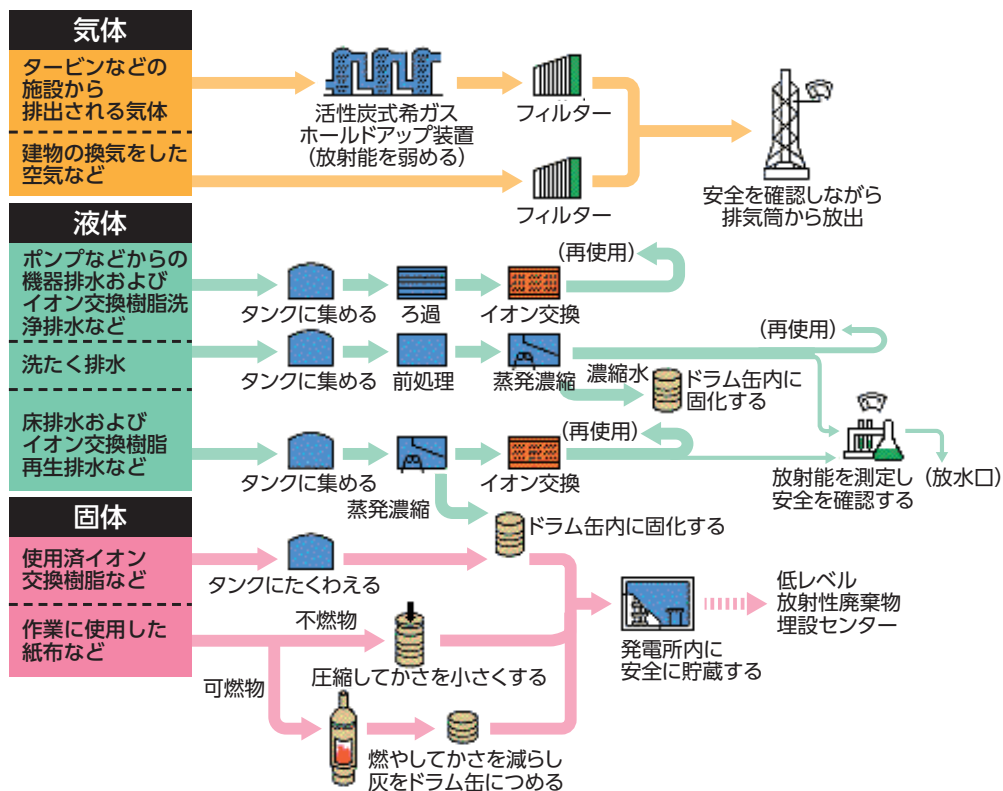 気体
タービンなどの
施設から
排出される気体
活性炭式希ガス
ホールドアップ装置
(放射能を弱める)
フィルター
建物の換気をした
空気など
フィルター
安全を確認しながら
排気筒から放出
液体
ポンプなどからの
機器排水および
イオン交換樹脂洗
浄排水など
タンクに集める
ろ過
イオン交換
(再使用)
洗たく排水
タンクに集める
前処理
蒸発濃縮
(再使用)
濃縮水
ドラム缶内に
固化する
床排水および
イオン交換樹脂
再生排水など
タンクに集める
蒸発濃縮
イオン交換
(再使用)
ドラム缶内に固化する
放射能を測定し
安全を確認する
(放水口)
固体
使用済イオン
交換樹脂など
タンクにたくわえる
作業に使用した
紙布など
不燃物
圧縮してかさを小さくする
可燃物
燃やしてかさを減らし
灰をドラム缶につめる
発電所内に
安全に貯蔵する
低レベル
放射性廃棄物
埋設センター